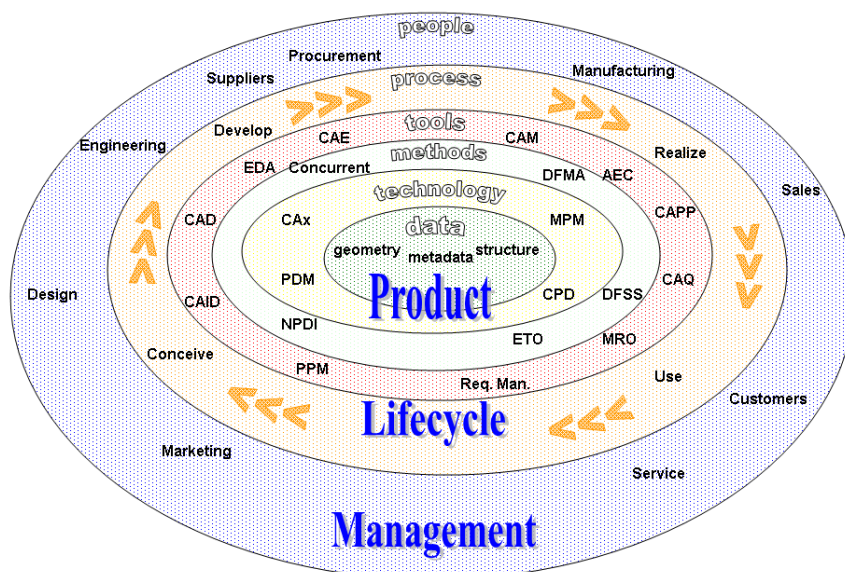 people
Procurement
Suppliers
Manufacturing
process
Engineering
Develop
tools
CAE
CAM
Realize
methods
EDA
Concurrent
DFMA
AEC
Sales
technology
CAD
CAx
MPM
CAPP
data
geometry
metadata
structure
PDM
CPD
DFSS
CAQ
Design
CAID
Product
NPDI
ETO
MRO
Conceive
PPM
Req. Man.
Use
Customers
Lifecycle
Marketing
Service
Management